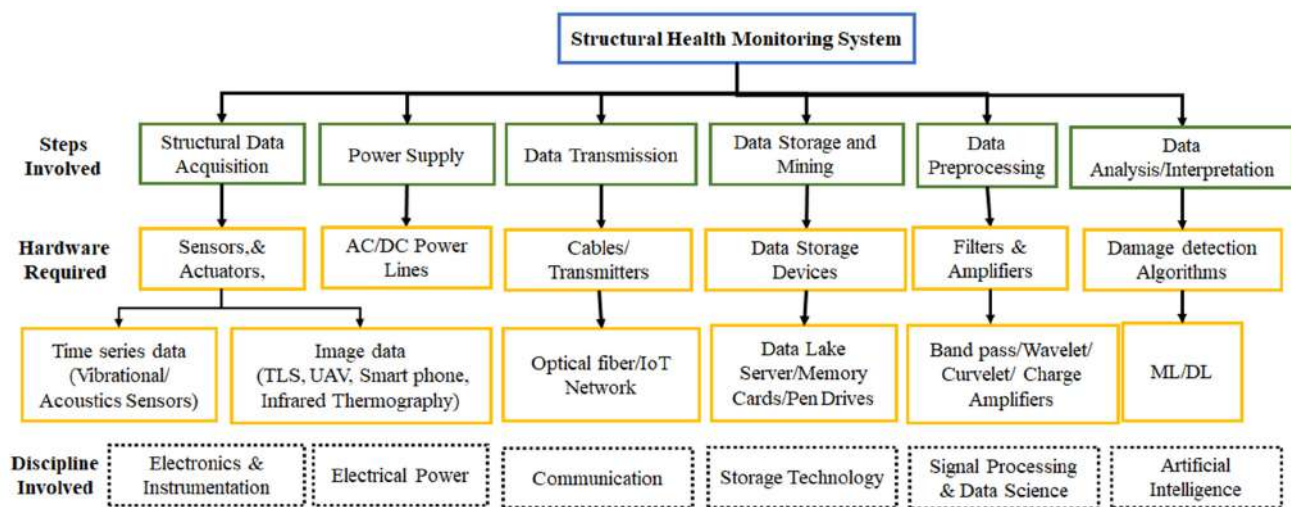 Structural Health Monitoring System
Steps
Involved
Structural Data
Acquisition
Power Supply
Data Transmission
Data Storage and
Mining
Data
Preprocessing
Data
Analysis/Interpretation
Hardware
Required
Sensors,&
Actuators,
AC/DC Power
Lines
Cables/
Transmitters
Data Storage
Devices
Filters &
Amplifiers
Damage detection
Algorithms
Time series data
(Vibrational/
Acoustics Sensors)
Image data
(TLS, UAV, Smart phone,
Infrared Thermography)
Optical fiber/IoT
Network
Data Lake
Server/Memory
Cards/Pen Drives
Band pass/Wavelet/
Curvelet/ Charge
Amplifiers
ML/DL
Discipline
Involved
Electronics &
Instrumentation
Electrical Power
Communication
Storage Technology
Signal Processing
& Data Science
Artificial
Intelligence